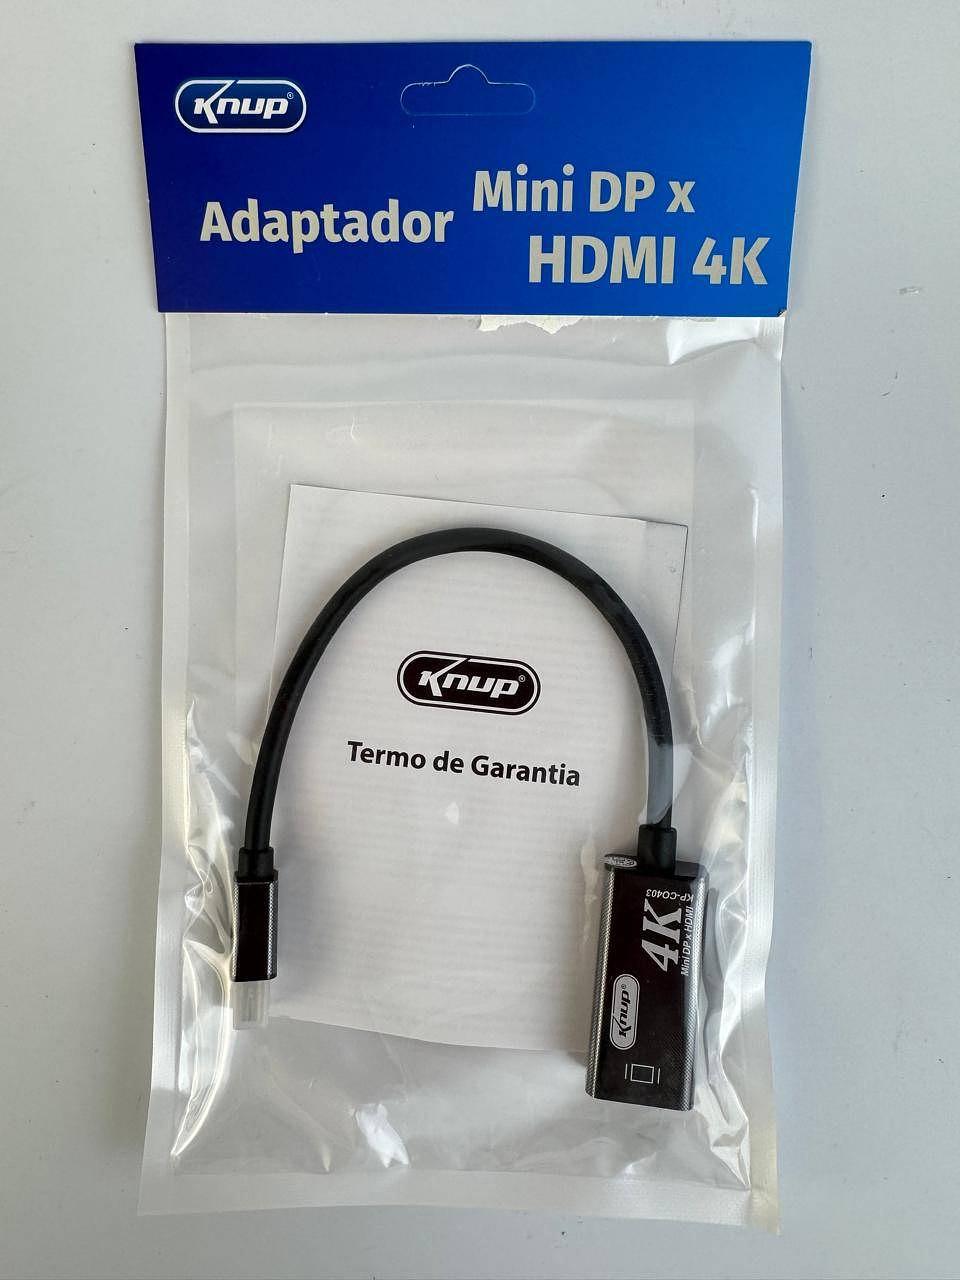 Knup®
Adaptador
Mini DP x
HDMI 4K
Knup®
Termo de Garantia
KP-CO403
4K
Mini DP x HDMI
Knup®